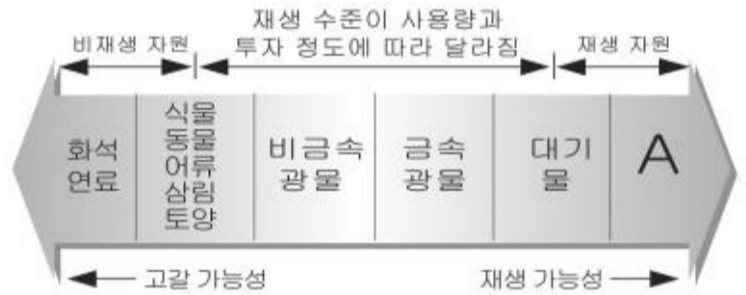 재생 수준이 사용량과
비재생 자원
투자 정도에 따라 달라짐
재생 자원
화석
연료
식물
동물
어류
삼림
토양
비금속
광물
금속
광물
대기
물
A
고갈 가능성
재생 가능성